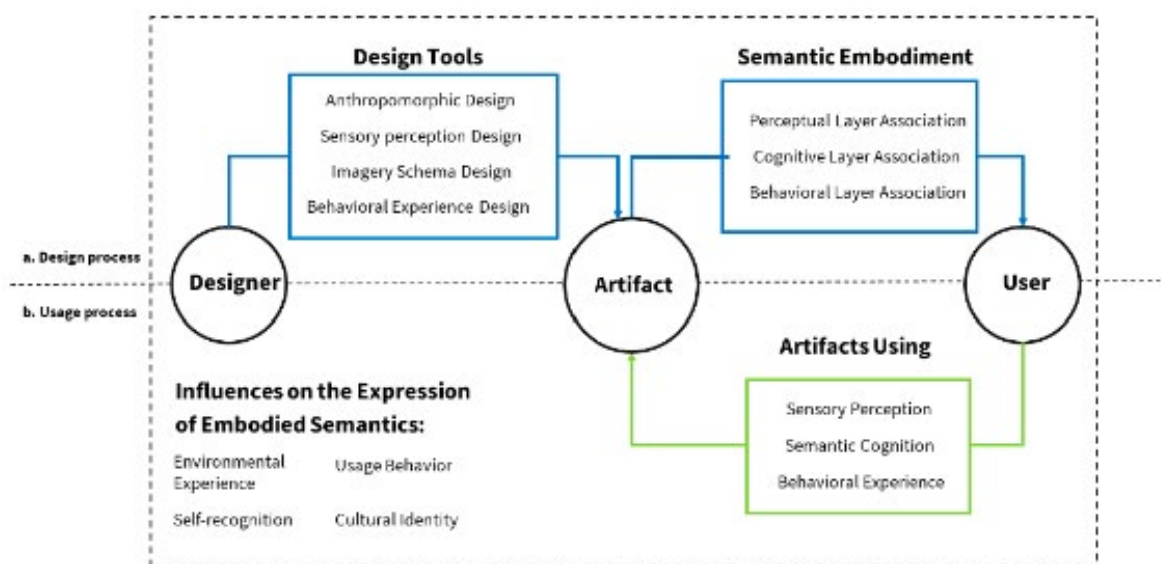 Design Tools
Anthropomorphic Design
Sensory perception Design
Imagery Schema Design
Behavioral Experience Design
Semantic Embodiment
Perceptual Layer Association
Cognitive Layer Association
Behavioral Layer Association
a. Design process
b. Usage process
Designer
Artifact
User
Artifacts Using
Sensory Perception
Semantic Cognition
Behavioral Experience
Influences on the Expression
of Embodied Semantics:
Environmental
Experience
Usage Behavior
Self-recognition
Cultural Identity